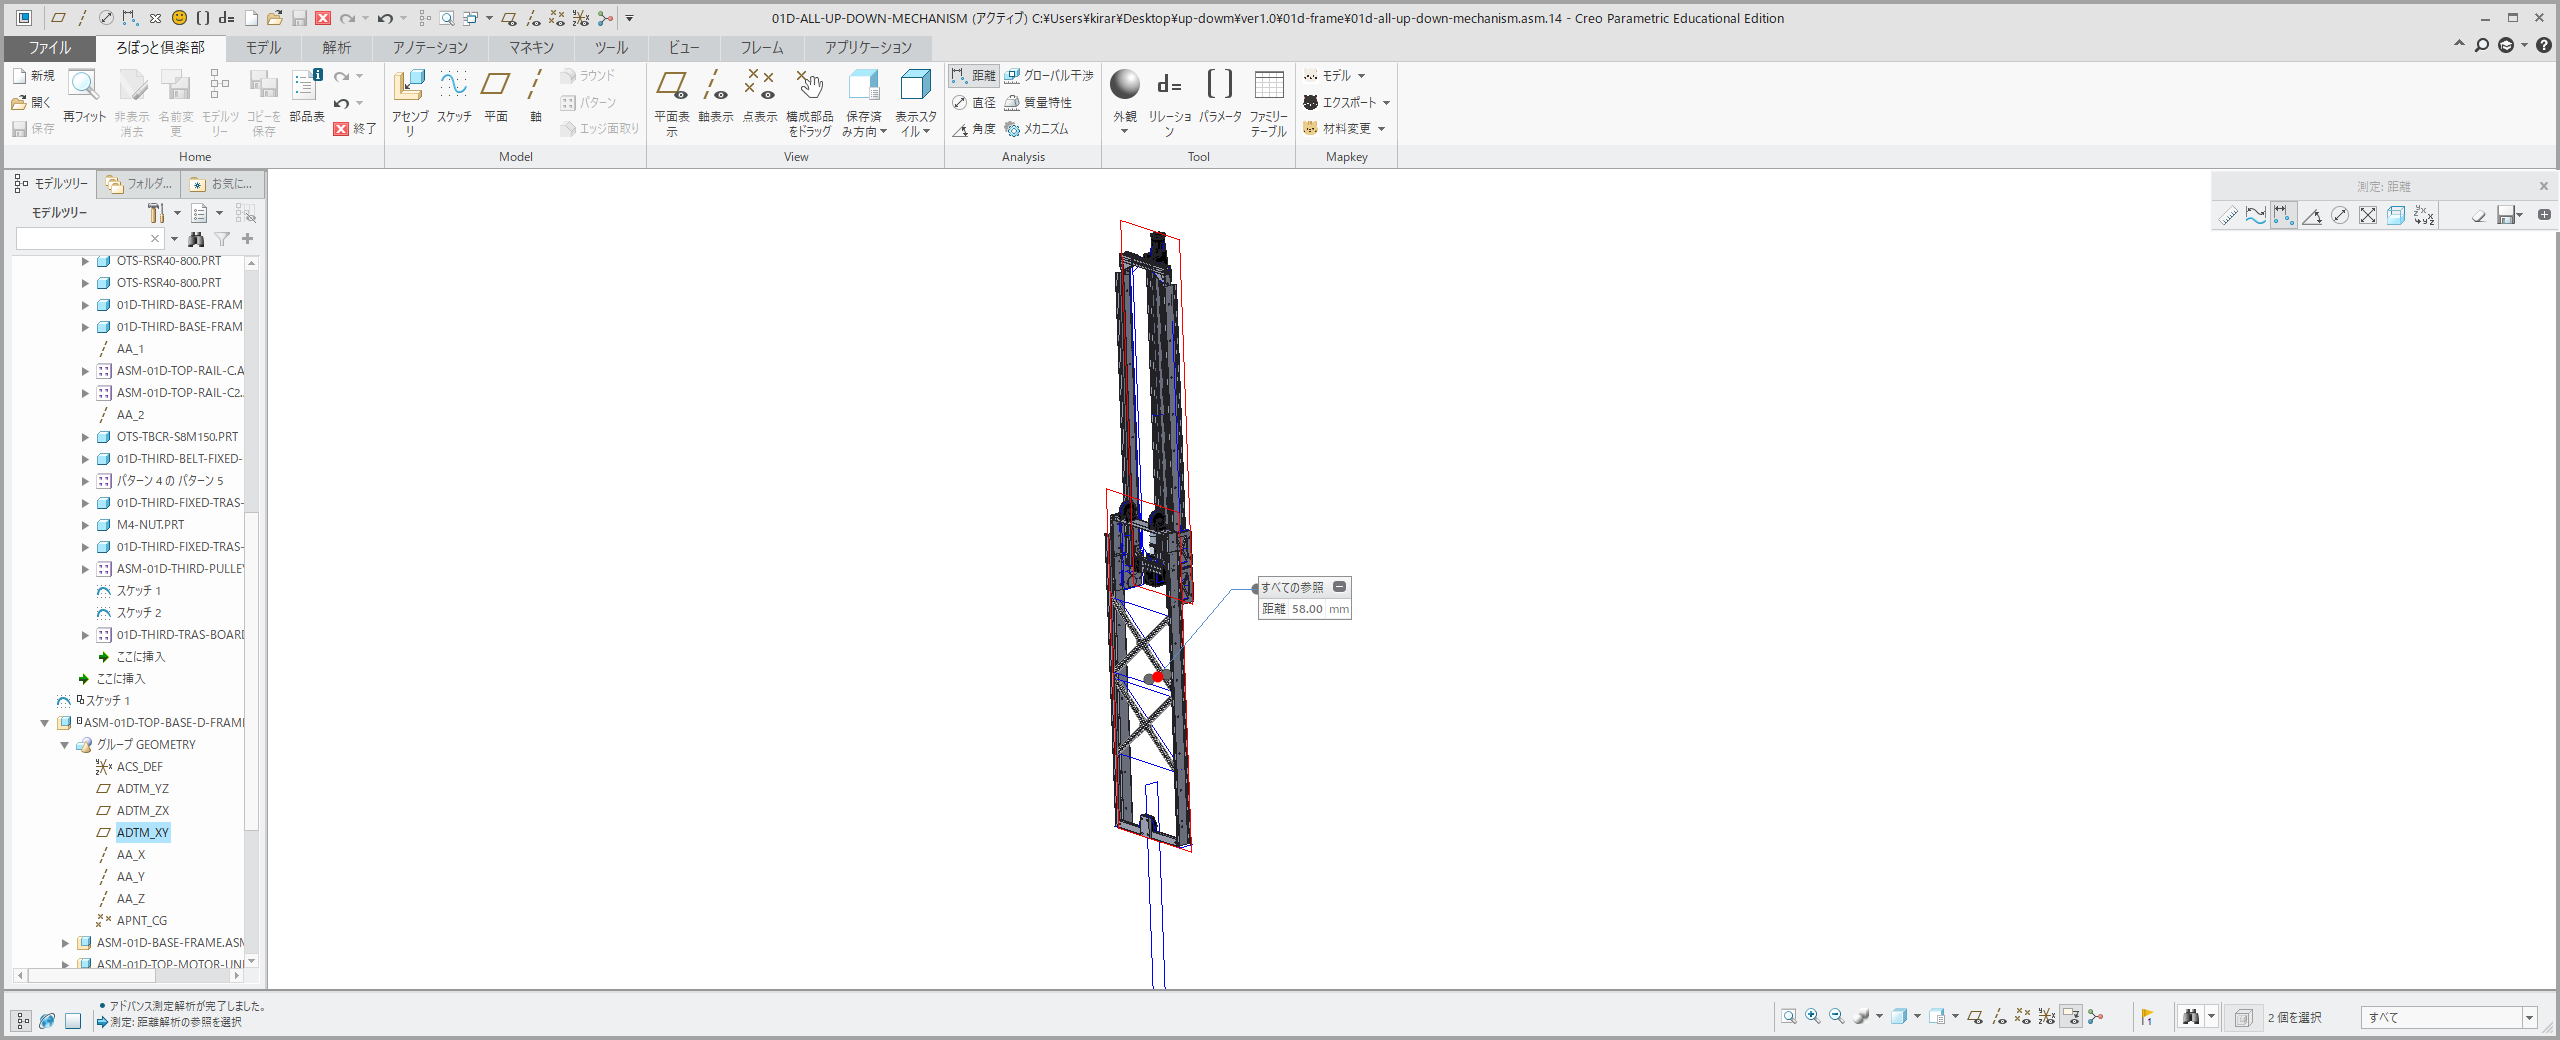 01D-ALL-UP-DOWN-MECHANISM (アクティブ) C:¥Users¥kirar¥Desktop¥up-dowm¥ver1.0¥01d-frame¥01d-all-up-down-mechanism.asm.14 - Creo Parametric Educational Edition
ファイル ろぼっと倶楽部 モデル 解析 アノテーション マネキン ツール ビュー フレーム アプリケーション
新規 開く 保存 再フィット 非表示消去 名前変更 モデルツリー コピーを保存 部品表 終了
アセンブリ スケッチ 平面 軸 ラウンド パターン エッジ面取り
平面表示 軸表示 点表示 構成部品をドラッグ 保存済み方向 表示スタイル
距離 グローバル干渉 直径 質量特性 角度 メカニズム
外観 リレーション パラメータ ファミリーテーブル
モデル エクスポート 材料変更
Home Model View Analysis Tool Mapkey
モデルツリー フォルダ... お気に...
モデルツリー
測定: 距離
OTS-RSR40-800.PRT
OTS-RSR40-800.PRT
01D-THIRD-BASE-FRAM
01D-THIRD-BASE-FRAM
AA_1
ASM-01D-TOP-RAIL-C.A
ASM-01D-TOP-RAIL-C2.
AA_2
OTS-TBCR-S8M150.PRT
01D-THIRD-BELT-FIXED-
パターン 4 の パターン 5
01D-THIRD-FIXED-TRAS-
M4-NUT.PRT
01D-THIRD-FIXED-TRAS-
ASM-01D-THIRD-PULLEY
スケッチ 1
スケッチ 2
01D-THIRD-TRAS-BOARD
ここに挿入
ここに挿入
スケッチ 1
ASM-01D-TOP-BASE-D-FRAME
グループ GEOMETRY
ACS_DEF
ADTM_YZ
ADTM_ZX
ADTM_XY
AA_X
AA_Y
AA_Z
APNT_CG
ASM-01D-BASE-FRAME.ASM
ASM-01D-TOP-MOTOR-UNI
すべての参照
距離 58.00 mm
アドバンス測定解析が完了しました。
測定: 距離解析の参照を選択
2 個を選択
すべて